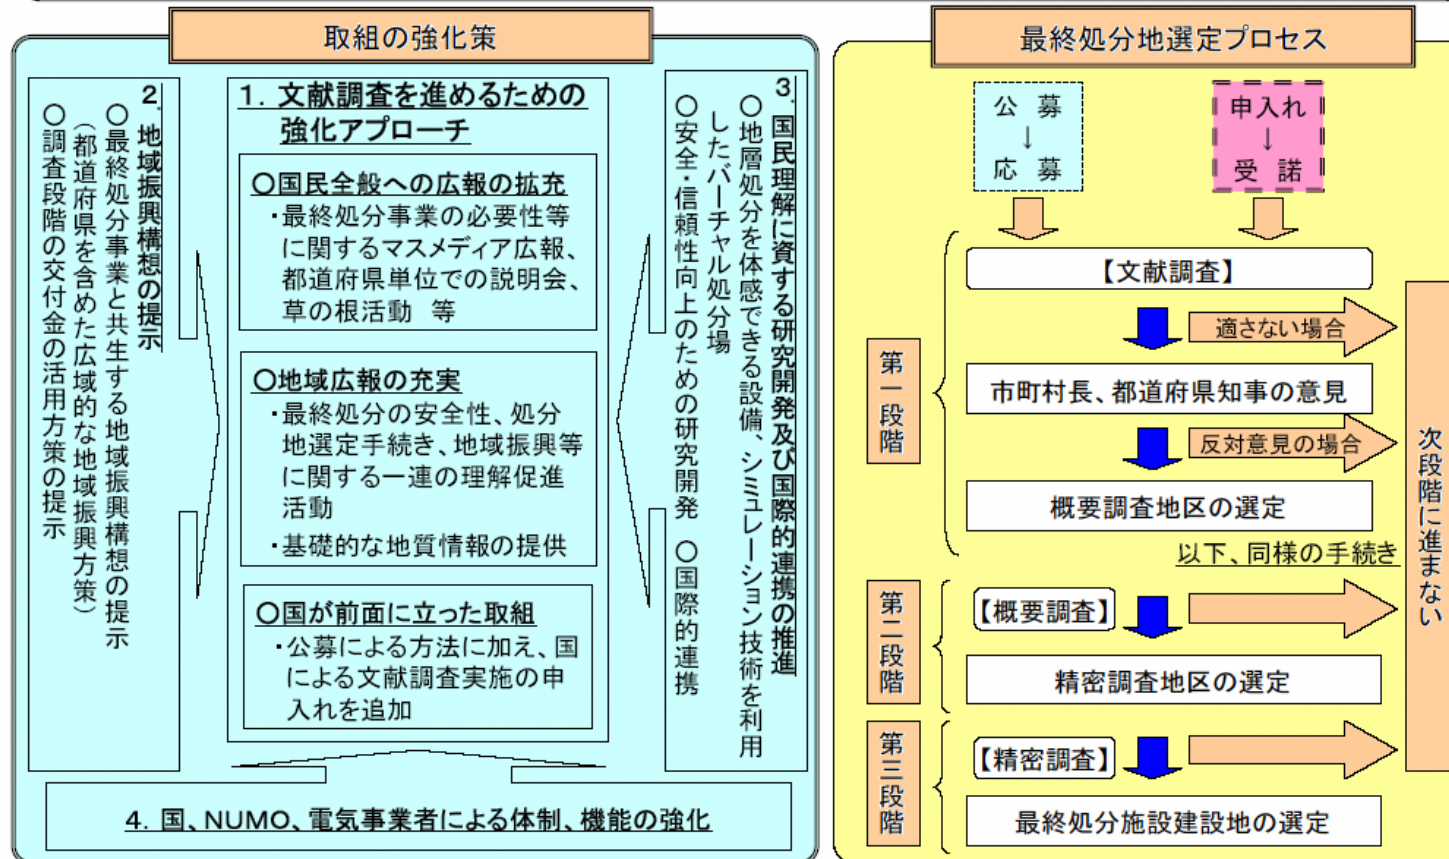 取組の強化策
2．地域振興構想の提示
○最終処分事業と共生する地域振興構想の提示
（都道府県を含めた広域的な地域振興方策）
○調査段階の交付金の活用方策の提示
1．文献調査を進めるための
強化アプローチ
○国民全般への広報の拡充
・最終処分事業の必要性等
に関するマスメディア広報、
都道府県単位での説明会、
草の根活動 等
○地域広報の充実
・最終処分の安全性、処分
地選定手続き、地域振興等
に関する一連の理解促進
活動
・基礎的な地質情報の提供
○国が前面に立った取組
・公募による方法に加え、国
による文献調査実施の申
入れを追加
3．国民理解に資する研究開発及び国際的連携の推進
○地層処分を体感できる設備、シミュレーション技術を利用
したバーチャル処分場
○安全・信頼性向上のための研究開発 ○国際的連携
4．国、NUMO、電気事業者による体制、機能の強化
最終処分地選定プロセス
公 募
↓
応 募
申入れ
↓
受 諾
第一段階
【文献調査】
適さない場合
市町村長、都道府県知事の意見
反対意見の場合
概要調査地区の選定
以下、同様の手続き
第二段階
【概要調査】
精密調査地区の選定
第三段階
【精密調査】
最終処分施設建設地の選定
次段階に進まない